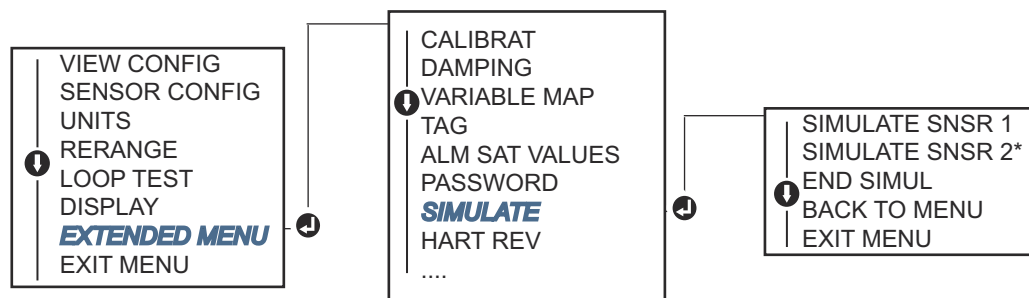 VIEW CONFIG
SENSOR CONFIG
UNITS
RERANGE
LOOP TEST
DISPLAY
EXTENDED MENU
EXIT MENU
CALIBRAT
DAMPING
VARIABLE MAP
TAG
ALM SAT VALUES
PASSWORD
SIMULATE
HART REV
....
SIMULATE SNSR 1
SIMULATE SNSR 2*
END SIMUL
BACK TO MENU
EXIT MENU